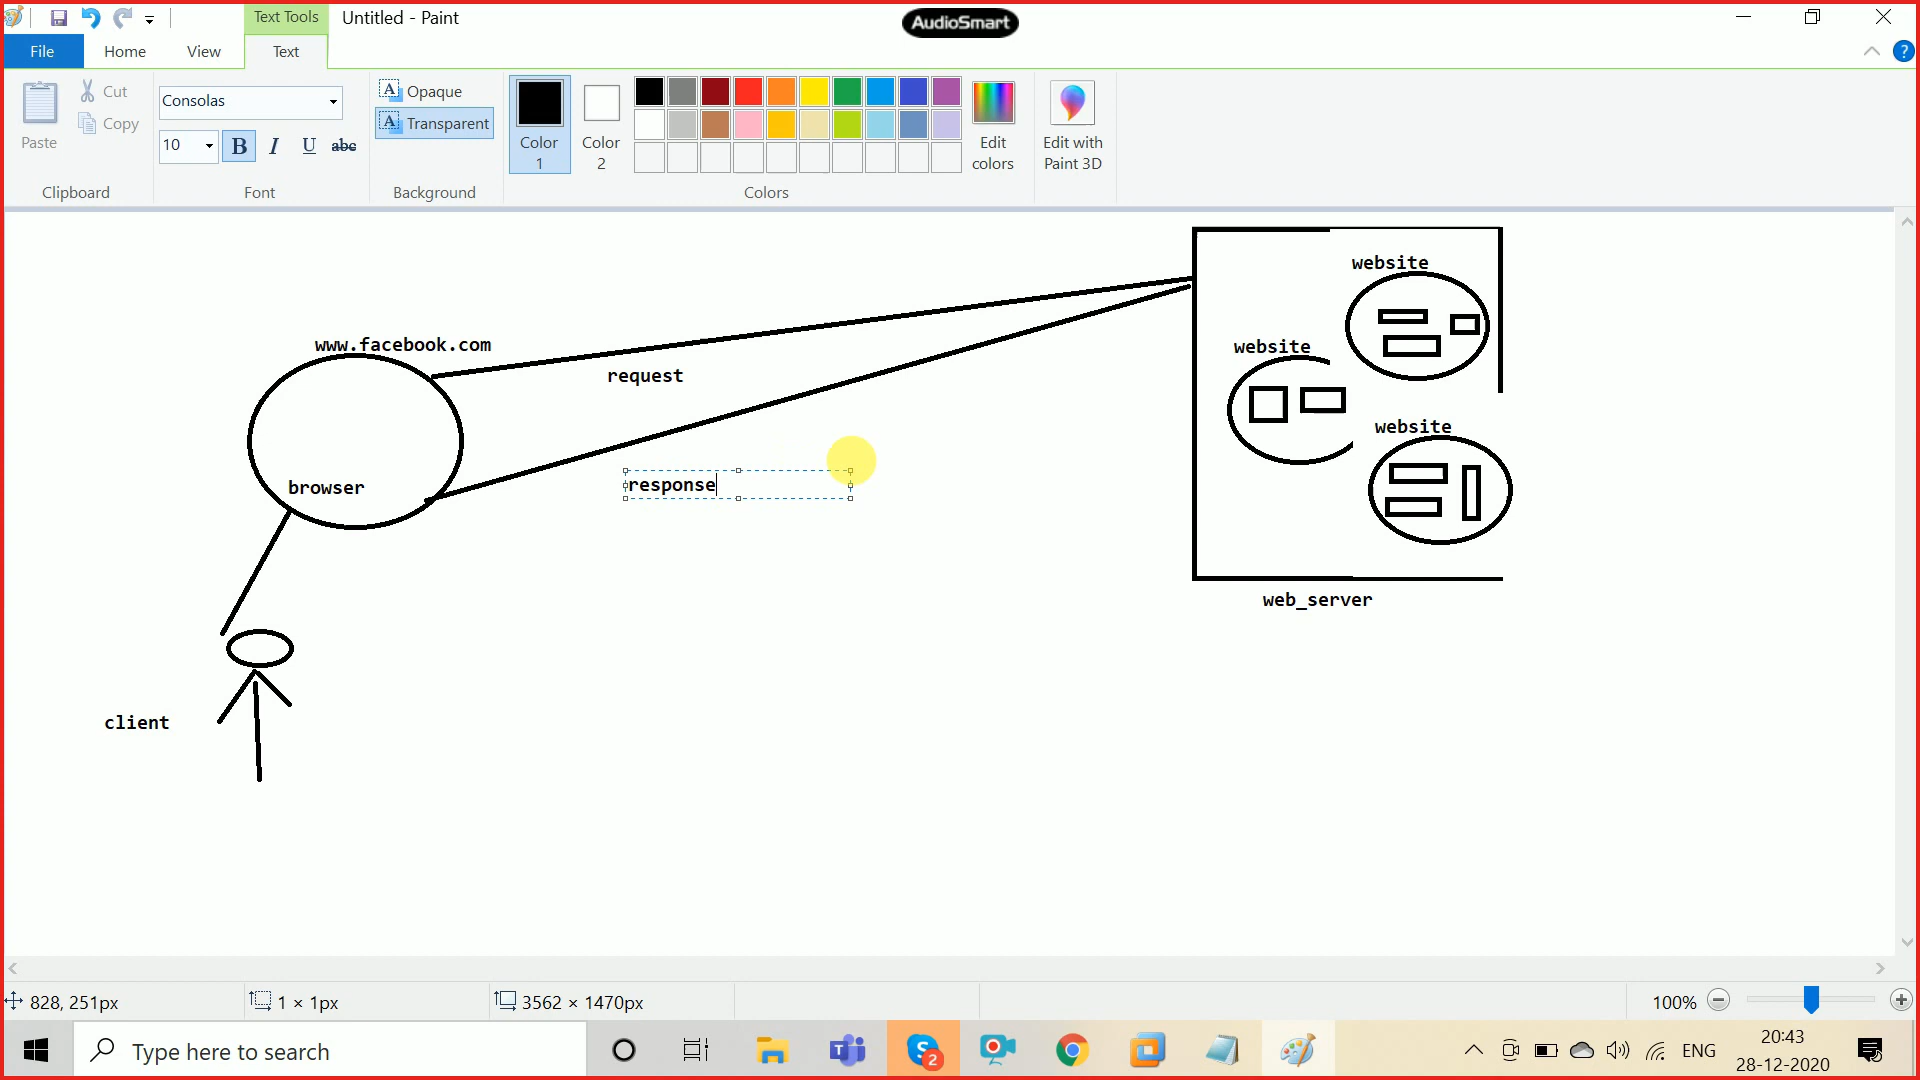 Text Tools
Untitled - Paint
AudioSmart
File
Home
View
Text
?
Paste
Cut
Copy
Clipboard
Consolas
10
B
I
U
abc
Font
A Opaque
A Transparent
Background
Color
1
Color
2
Colors
Edit
colors
Edit with
Paint 3D
www.facebook.com
request
browser
response
client
website
website
website
web_server
828, 251px
1 × 1px
3562 × 1470px
100%
Type here to search
S
2
ENG
20:43
28-12-2020